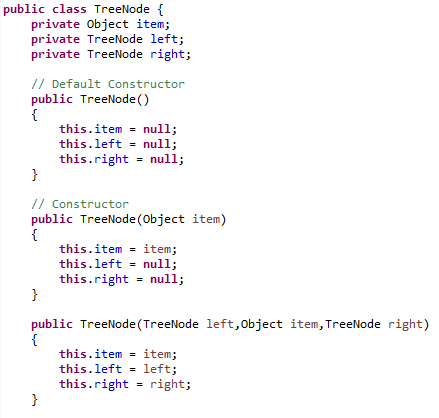 public class TreeNode {
    private Object item;
    private TreeNode left;
    private TreeNode right;

    // Default Constructor
    public TreeNode()
    {
        this.item = null;
        this.left = null;
        this.right = null;
    }

    // Constructor
    public TreeNode(Object item)
    {
        this.item = item;
        this.left = null;
        this.right = null;
    }

    public TreeNode(TreeNode left,Object item,TreeNode right)
    {
        this.item = item;
        this.left = left;
        this.right = right;
    }